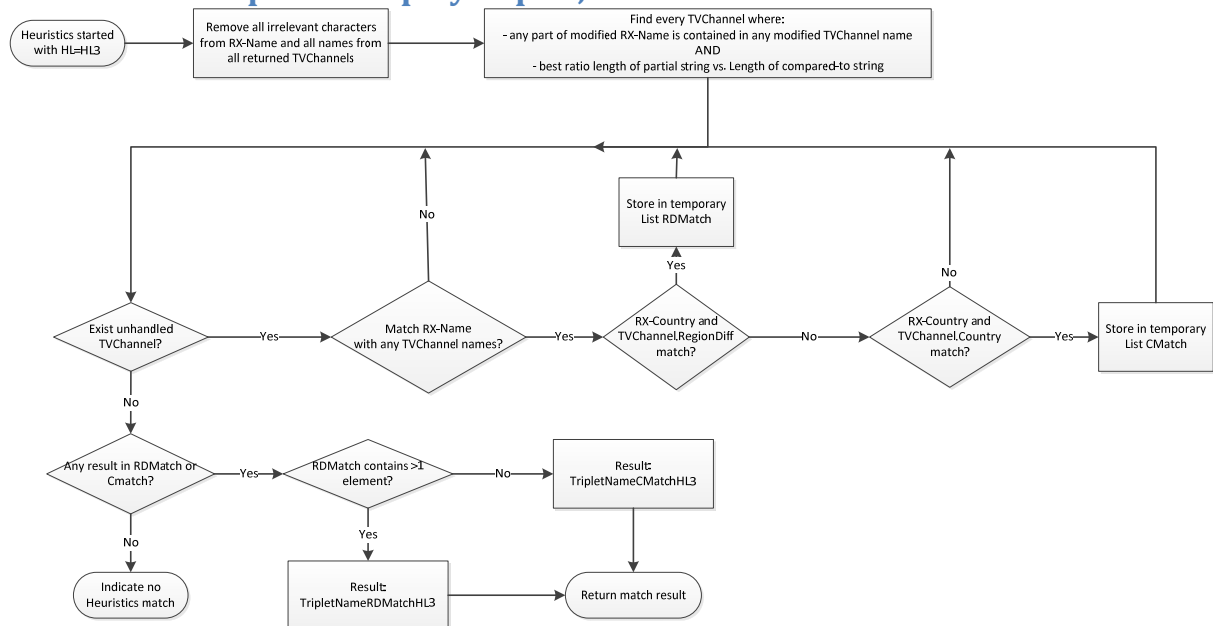 Heuristics started
with HL=HL3
Remove all irrelevant characters
from RX-Name and all names from
all returned TVChannels
Find every TVChannel where:
- any part of modified RX-Name is contained in any modified TVChannel name
AND
- best ratio length of partial string vs. Length of compared-to string
Store in temporary
List RDMatch
No
Yes
No
Exist unhandled
TVChannel?
Yes
Match RX-Name
with any TVChannel names?
Yes
RX-Country and
TVChannel.RegionDiff
match?
No
RX-Country and
TVChannel.Country
match?
Yes
Store in temporary
List CMatch
No
Any result in RDMatch or
Cmatch?
Yes
RDMatch contains >1
element?
No
Result:
TripletNameCMatchHL3
No
Yes
Indicate no
Heuristics match
Result:
TripletNameRDMatchHL3
Return match result